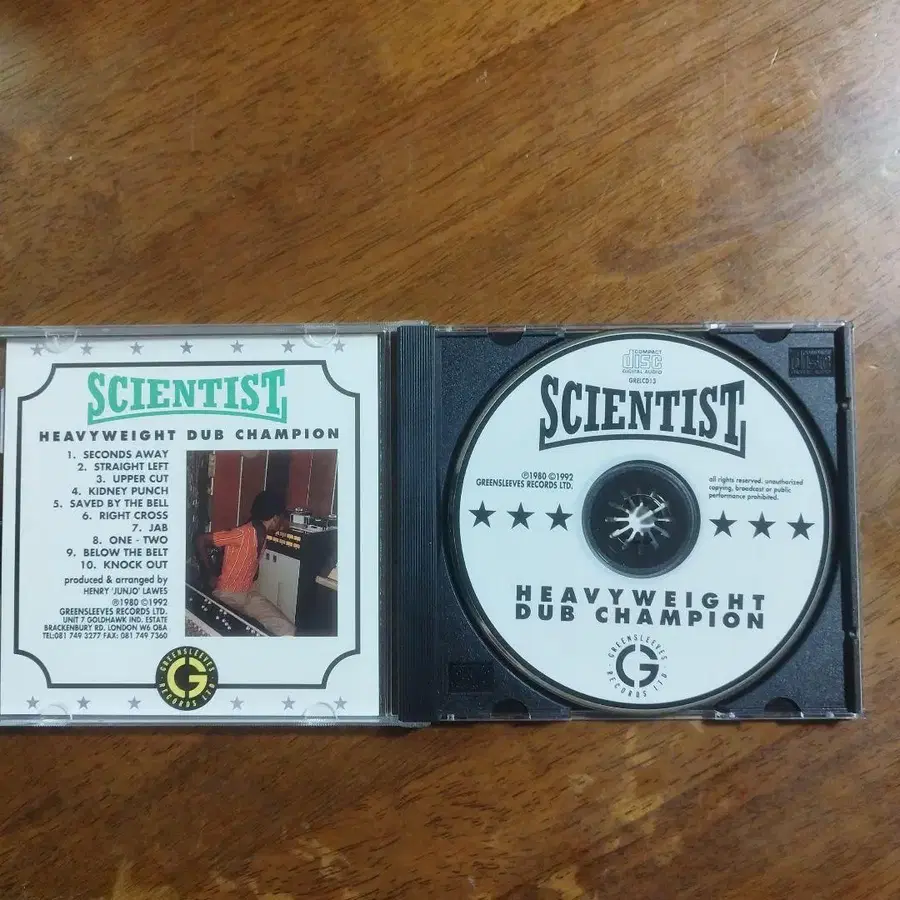 SCIENTIST
HEAVYWEIGHT DUB CHAMPION
1. SECONDS AWAY
2. STRAIGHT LEFT
3. UPPER CUT
4. KIDNEY PUNCH
5. SAVED BY THE BELL
6. RIGHT CROSS
7. JAB
8. ONE - TWO
9. BELOW THE BELT
10. KNOCK OUT
produced & arranged by
HENRY 'JUNJO' LAWES
℗1980 ©1992
GREENSLEEVES RECORDS LTD.
UNIT 7 GOLDHAWK IND. ESTATE
BRACKENBURY RD. LONDON W6 OBA
TEL:081 749 3277 FAX: 081 749 7360
GREENSLEEVES
G
RECORDS LTD
COMPACT
disc
DIGITAL AUDIO
GRELCD13
SCIENTIST
℗1980 ©1992
GREENSLEEVES RECORDS LTD.
all rights reserved. unauthorized
copying, broadcast or public
performance prohibited.
HEAVYWEIGHT
DUB CHAMPION
GREENSLEEVES
G
RECORDS LTD